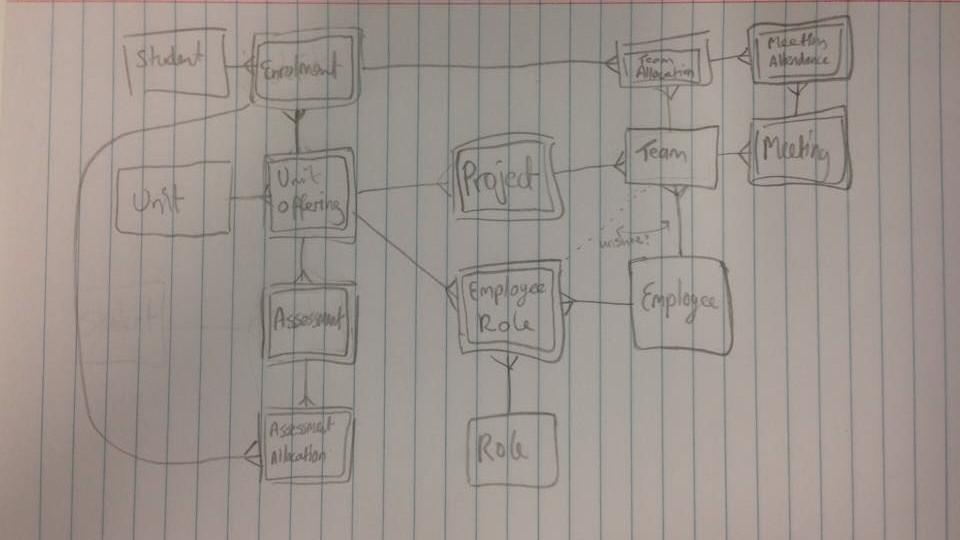 Student
Enrolment
Team
Allocation
Meeting
Attendance
Unit
Unit
Offering
Project
Team
Meeting
unsure?
Assessment
Employee
Role
Employee
Assessment
Allocation
Role